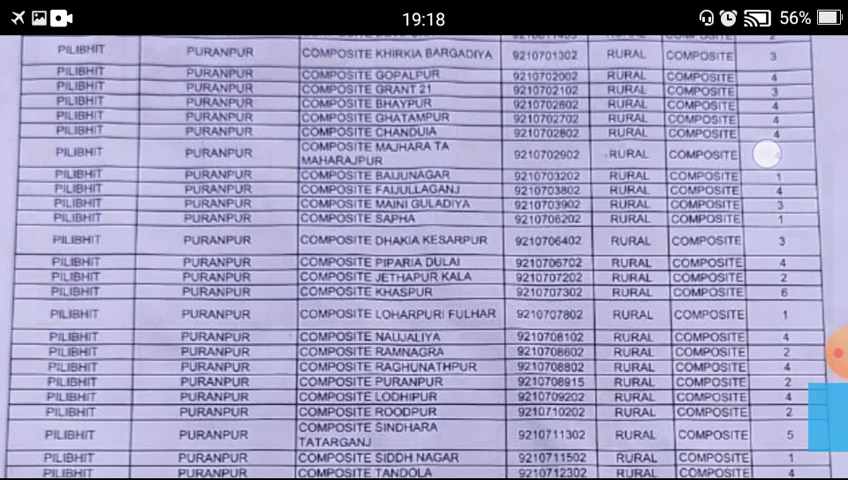 19:18
56%
PILIBHIT PURANPUR COMPOSITE KHIRKIA BARGADIYA 9210701302 RURAL COMPOSITE 3
PILIBHIT PURANPUR COMPOSITE GOPALPUR 9210702002 RURAL COMPOSITE 4
PILIBHIT PURANPUR COMPOSITE GRANT 21 9210702102 RURAL COMPOSITE 3
PILIBHIT PURANPUR COMPOSITE BHAYPUR 9210702602 RURAL COMPOSITE 4
PILIBHIT PURANPUR COMPOSITE GHATAMPUR 9210702702 RURAL COMPOSITE 4
PILIBHIT PURANPUR COMPOSITE CHANDUIA 9210702802 RURAL COMPOSITE 4
PILIBHIT PURANPUR COMPOSITE MAJHARA TA 9210702902 RURAL COMPOSITE
MAHARAJPUR
PILIBHIT PURANPUR COMPOSITE BAIJUNAGAR 9210703202 RURAL COMPOSITE 1
PILIBHIT PURANPUR COMPOSITE FAIJULLAGANJ 9210703802 RURAL COMPOSITE 4
PILIBHIT PURANPUR COMPOSITE MAINI GULADIYA 9210703902 RURAL COMPOSITE 3
PILIBHIT PURANPUR COMPOSITE SAPHA 9210706202 RURAL COMPOSITE 1
PILIBHIT PURANPUR COMPOSITE DHAKIA KESARPUR 9210706402 RURAL COMPOSITE 3
PILIBHIT PURANPUR COMPOSITE PIPARIA DULAI 9210706702 RURAL COMPOSITE 4
PILIBHIT PURANPUR COMPOSITE JETHAPUR KALA 9210707202 RURAL COMPOSITE 2
PILIBHIT PURANPUR COMPOSITE KHASPUR 9210707302 RURAL COMPOSITE 6
PILIBHIT PURANPUR COMPOSITE LOHARPURI FULHAR 9210707802 RURAL COMPOSITE 1
PILIBHIT PURANPUR COMPOSITE NAUJALIYA 9210708102 RURAL COMPOSITE 4
PILIBHIT PURANPUR COMPOSITE RAMNAGRA 9210708602 RURAL COMPOSITE 2
PILIBHIT PURANPUR COMPOSITE RAGHUNATHPUR 9210708802 RURAL COMPOSITE 4
PILIBHIT PURANPUR COMPOSITE PURANPUR 9210708915 RURAL COMPOSITE 2
PILIBHIT PURANPUR COMPOSITE LODHIPUR 9210709202 RURAL COMPOSITE 4
PILIBHIT PURANPUR COMPOSITE ROODPUR 9210710202 RURAL COMPOSITE 2
PILIBHIT PURANPUR COMPOSITE SINDHARA 9210711302 RURAL COMPOSITE 5
TATARGANJ
PILIBHIT PURANPUR COMPOSITE SIDDH NAGAR 9210711502 RURAL COMPOSITE 1
PILIBHIT PURANPUR COMPOSITE TANDOLA 9210712302 RURAL COMPOSITE 4